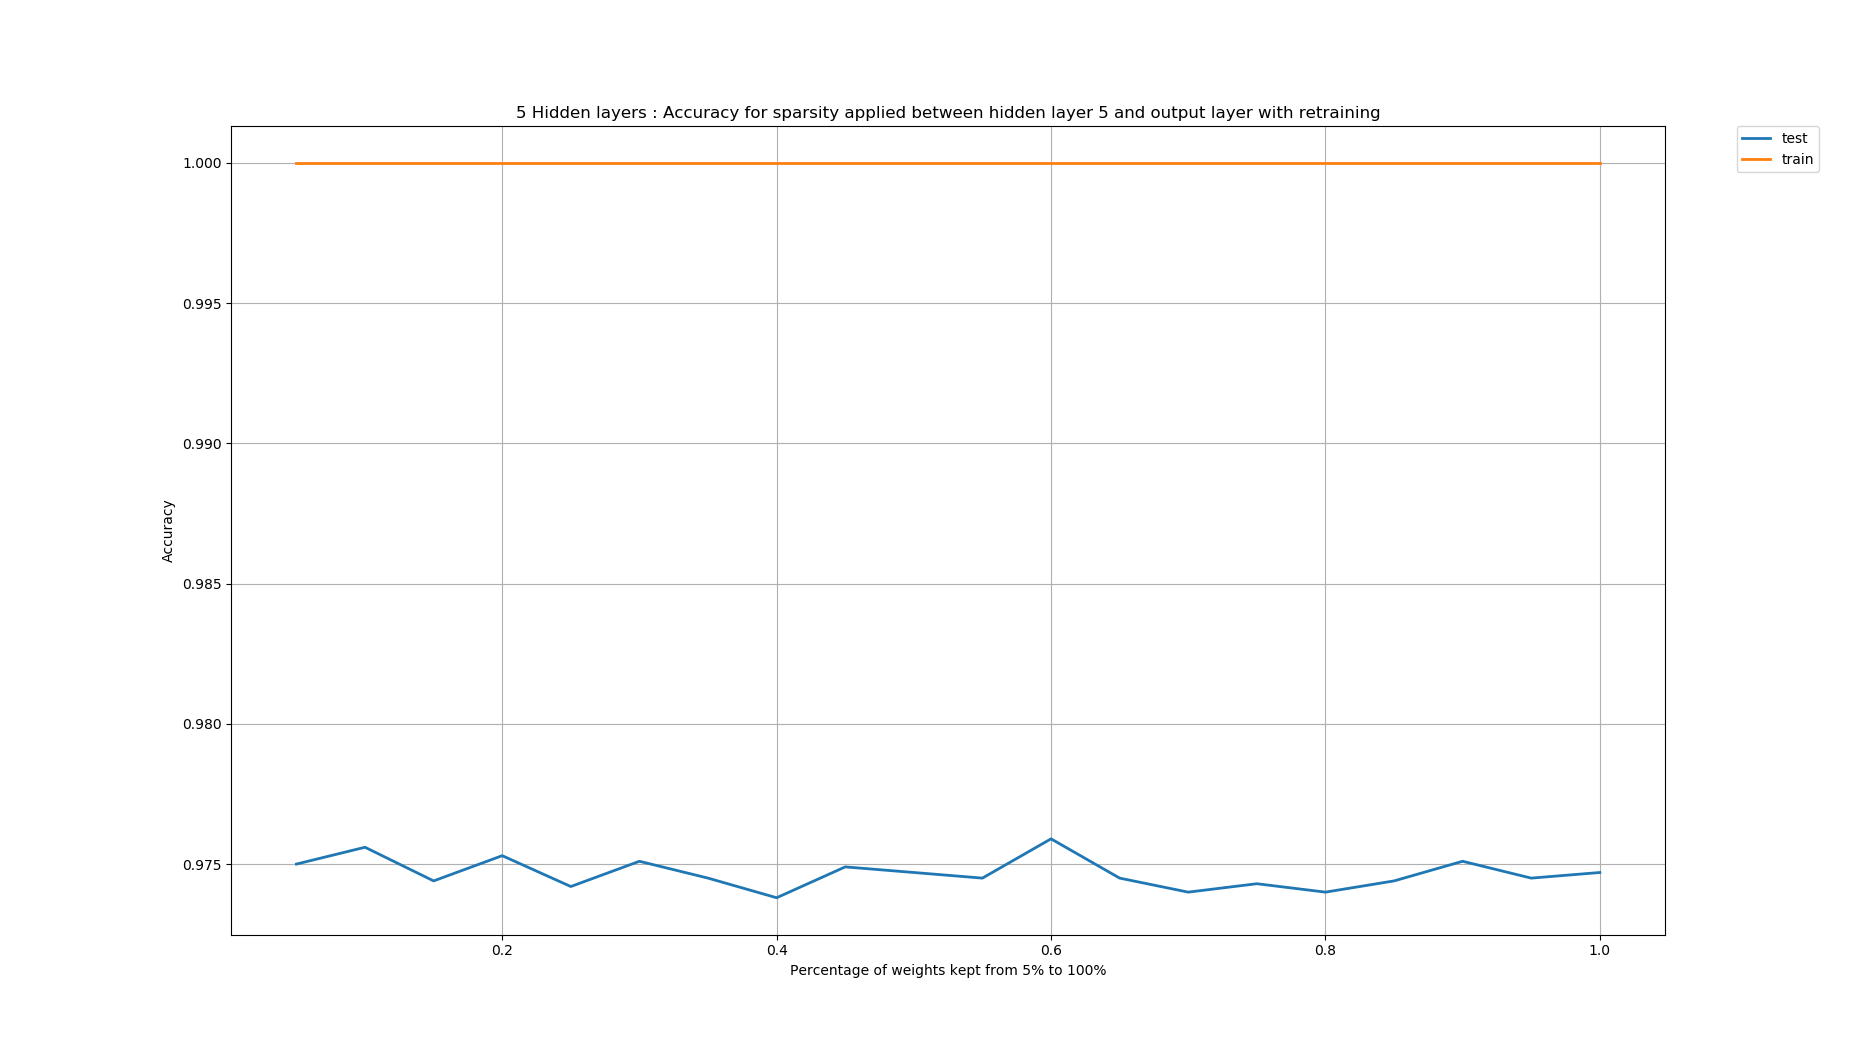 5 Hidden layers : Accuracy for sparsity applied between hidden layer 5 and output layer with retraining
test
train
1.000
0.995
0.990
0.985
0.980
0.975
Accuracy
0.2 0.4 0.6 0.8 1.0
Percentage of weights kept from 5% to 100%